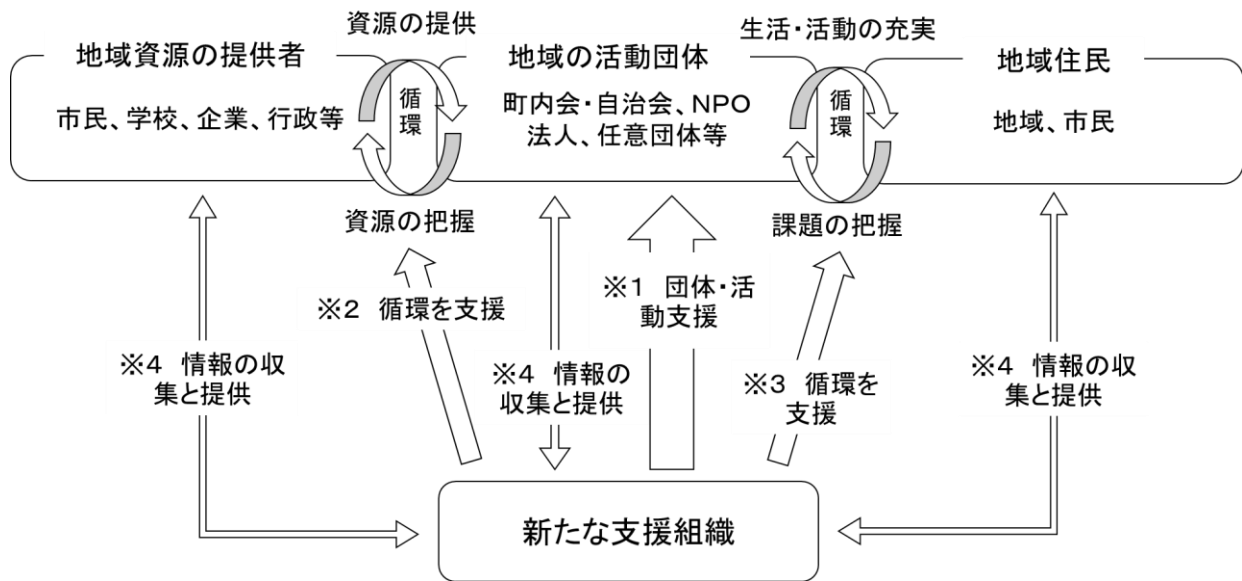 資源の提供
生活・活動の充実
地域資源の提供者
地域の活動団体
地域住民
市民、学校、企業、行政等
循
環
町内会・自治会、NPO
法人、任意団体等
循
環
地域、市民
資源の把握
課題の把握
※1 団体・活
動支援
※2 循環を支援
※4 情報の収
集と提供
※4 情報の
収集と提供
※3 循環を
支援
※4 情報の収
集と提供
新たな支援組織